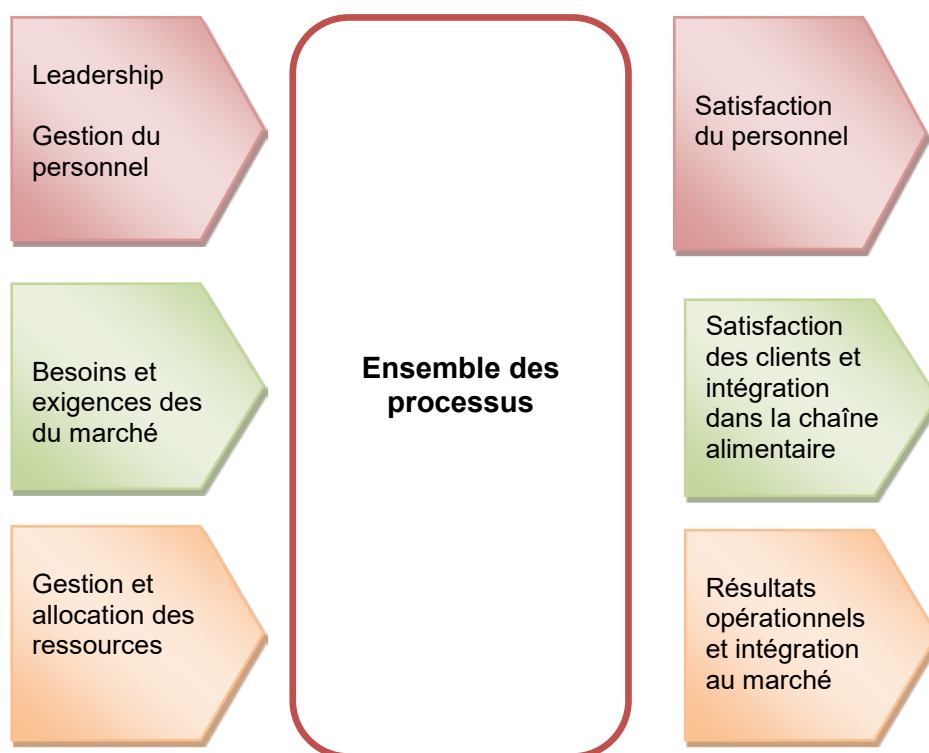 Leadership
Gestion du
personnel
Besoins et
exigences des
du marché
Gestion et
allocation des
ressources
Ensemble des
processus
Satisfaction
du personnel
Satisfaction
des clients et
intégration
dans la chaîne
alimentaire
Résultats
opérationnels
et intégration
au marché